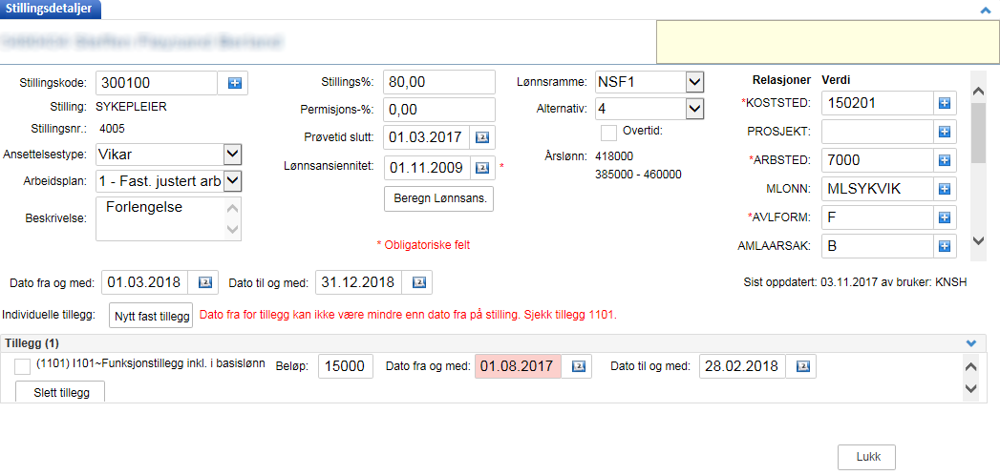 Stillingsdetaljer
Stillingskode: 300100
Stilling: SYKEPLEIER
Stillingsnr.: 4005
Ansettelsestype: Vikar
Arbeidsplan: 1 - Fast. justert arb
Beskrivelse: Forlengelse
Stillings%: 80,00
Permisjons-%: 0,00
Prøvetid slutt: 01.03.2017
Lønnsansiennitet: 01.11.2009 *
Beregn Lønnsans.
* Obligatoriske felt
Lønnsramme: NSF1
Alternativ: 4
Overtid:
Årslønn: 418000
385000 - 460000
Relasjoner Verdi
*KOSTSTED: 150201
PROSJEKT:
*ARBSTED: 7000
MLONN: MLSYKVIK
*AVLFORM: F
AMLAARSAK: B
Dato fra og med: 01.03.2018 Dato til og med: 31.12.2018
Sist oppdatert: 03.11.2017 av bruker: KNSH
Individuelle tillegg: Nytt fast tillegg Dato fra for tillegg kan ikke være mindre enn dato fra på stilling. Sjekk tillegg 1101.
Tillegg (1)
(1101) I101~Funksjonstillegg inkl. i basislønn Beløp: 15000 Dato fra og med: 01.08.2017 Dato til og med: 28.02.2018
Slett tillegg
Lukk